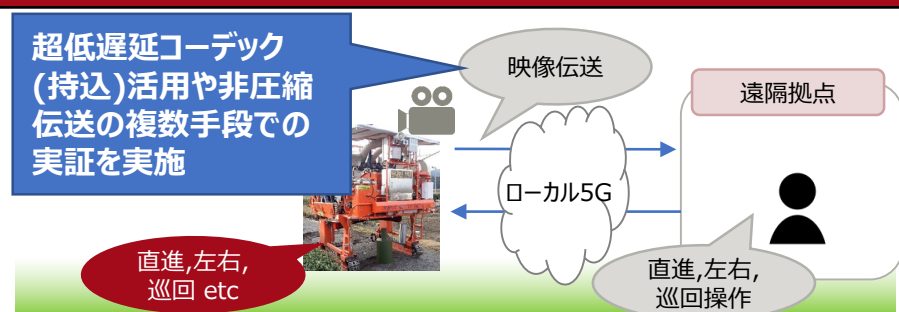 超低遅延コーデック
(持込)活用や非圧縮
伝送の複数手段での
実証を実施
映像伝送
遠隔拠点
ローカル5G
直進,左右,
巡回 etc
直進,左右,
巡回操作